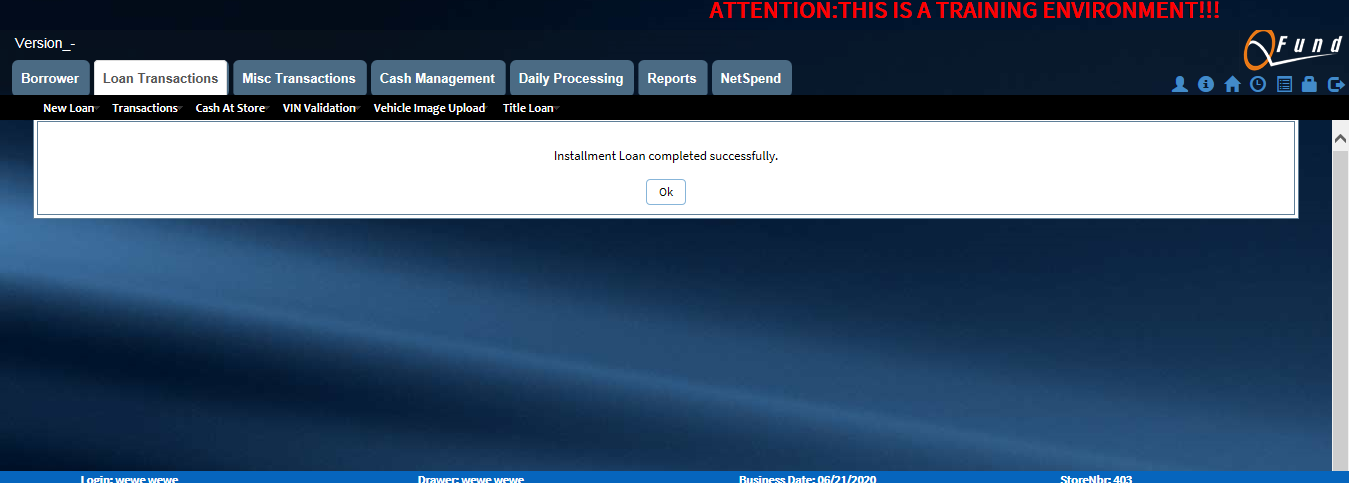 ATTENTION:THIS IS A TRAINING ENVIRONMENT!!!
Version_-
QFund
Borrower Loan Transactions Misc Transactions Cash Management Daily Processing Reports NetSpend
New Loan Transactions Cash At Store VIN Validation Vehicle Image Upload Title Loan
Installment Loan completed successfully.
Ok
Login: wewe wewe Drawer: wewe wewe Business Date: 06/21/2020 StoreNbr: 403